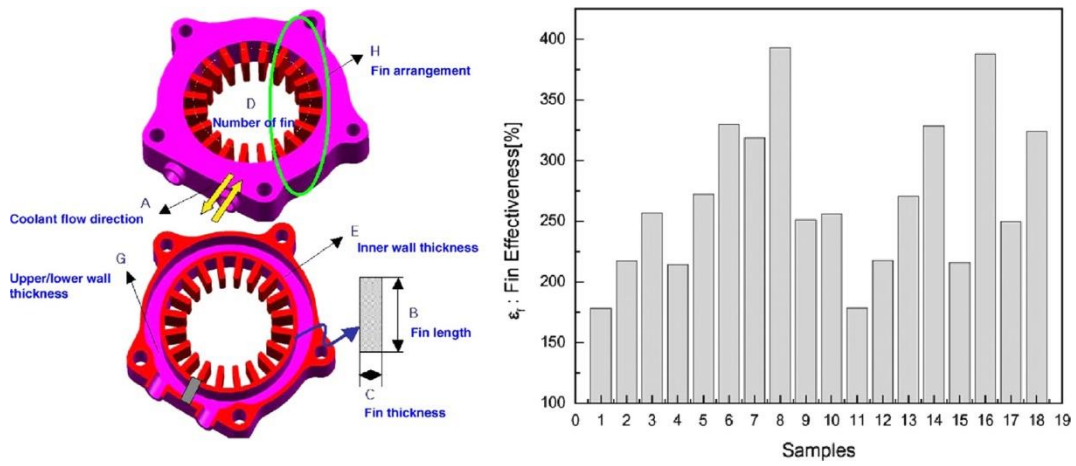 H
Fin arrangement
D
Number of fin
A
Coolant flow direction
E
Inner wall thickness
G
Upper/lower wall
thickness
B
Fin length
C
Fin thickness
εf : Fin Effectiveness[%]
400
350
300
250
200
150
100
0 1 2 3 4 5 6 7 8 9 10 11 12 13 14 15 16 17 18 19
Samples